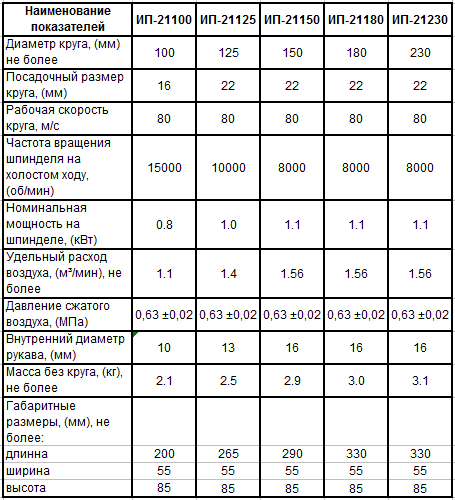 Наименование показателей ИП-21100 ИП-21125 ИП-21150 ИП-21180 ИП-21230
Диаметр круга, (мм)
не более 100 125 150 180 230
Посадочный размер
круга, (мм) 16 22 22 22 22
Рабочая скорость
круга, м/с 80 80 80 80 80
Частота вращения
шпинделя на
холостом ходу,
(об/мин) 15000 10000 8000 8000 8000
Номинальная
мощность на
шпинделе, (кВт) 0.8 1.0 1.1 1.1 1.1
Удельный расход
воздуха, (м³/мин), не
более 1.1 1.4 1.56 1.56 1.56
Давление сжатого
воздуха, (МПа) 0,63 ±0,02 0,63 ±0,02 0,63 ±0,02 0,63 ±0,02 0,63 ±0,02
Внутренний диаметр
рукава, (мм) 10 13 16 16 16
Масса без круга, (кг),
не более 2.1 2.5 2.9 3.0 3.1
Габаритные
размеры, (мм), не
более:
длинна 200 265 290 330 330
ширина 55 55 55 55 55
высота 85 85 85 85 85